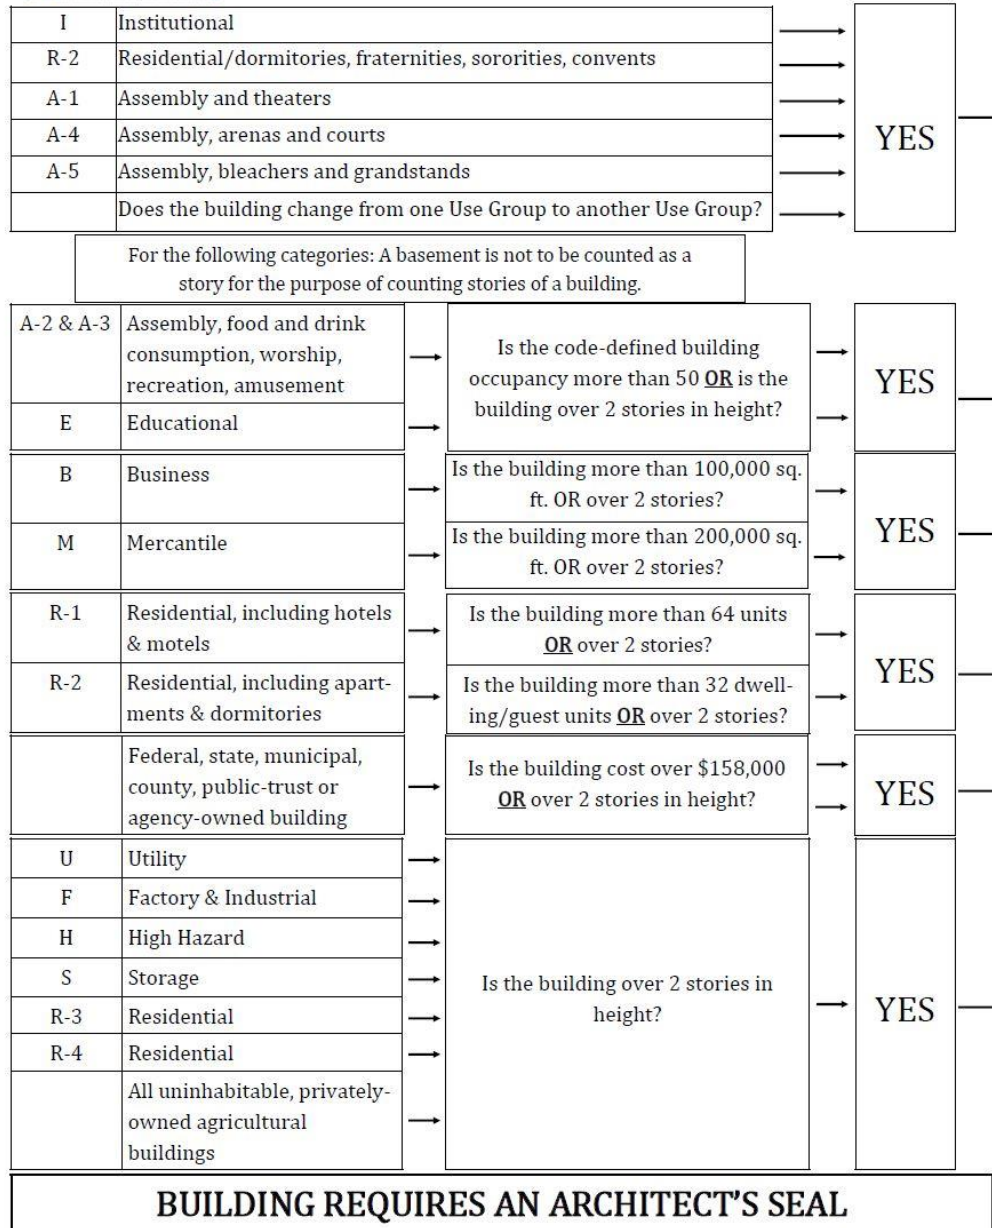 I Institutional
R-2 Residential/dormitories, fraternities, sororities, convents
A-1 Assembly and theaters
A-4 Assembly, arenas and courts
A-5 Assembly, bleachers and grandstands
Does the building change from one Use Group to another Use Group?
YES
For the following categories: A basement is not to be counted as a
story for the purpose of counting stories of a building.
A-2 & A-3 Assembly, food and drink
consumption, worship,
recreation, amusement
E Educational
Is the code-defined building
occupancy more than 50 OR is the
building over 2 stories in height?
YES
B Business
Is the building more than 100,000 sq.
ft. OR over 2 stories?
M Mercantile
Is the building more than 200,000 sq.
ft. OR over 2 stories?
YES
R-1 Residential, including hotels
& motels
Is the building more than 64 units
OR over 2 stories?
R-2 Residential, including apart-
ments & dormitories
Is the building more than 32 dwell-
ing/guest units OR over 2 stories?
YES
Federal, state, municipal,
county, public-trust or
agency-owned building
Is the building cost over $158,000
OR over 2 stories in height?
YES
U Utility
F Factory & Industrial
H High Hazard
S Storage
R-3 Residential
R-4 Residential
All uninhabitable, privately-
owned agricultural
buildings
Is the building over 2 stories in
height?
YES
BUILDING REQUIRES AN ARCHITECT'S SEAL